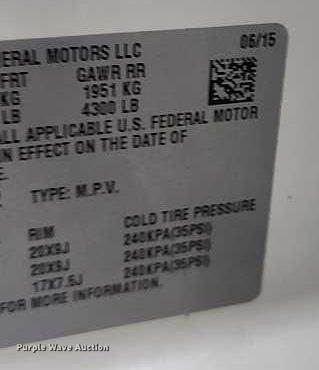 NERAL MOTORS LLC 06/15
FRT GAWR RR
KG 1951 KG
LB 4300 LB
ALL APPLICABLE U.S. FEDERAL MOTOR
IN EFFECT ON THE DATE OF
E.
TYPE: M.P.V.
RIM COLD TIRE PRESSURE
20X9J 240KPA(35PSI)
20X9J 240KPA(35PSI)
17X7.5J 240KPA(35PSI)
FOR MORE INFORMATION.
Purple Wave Auction